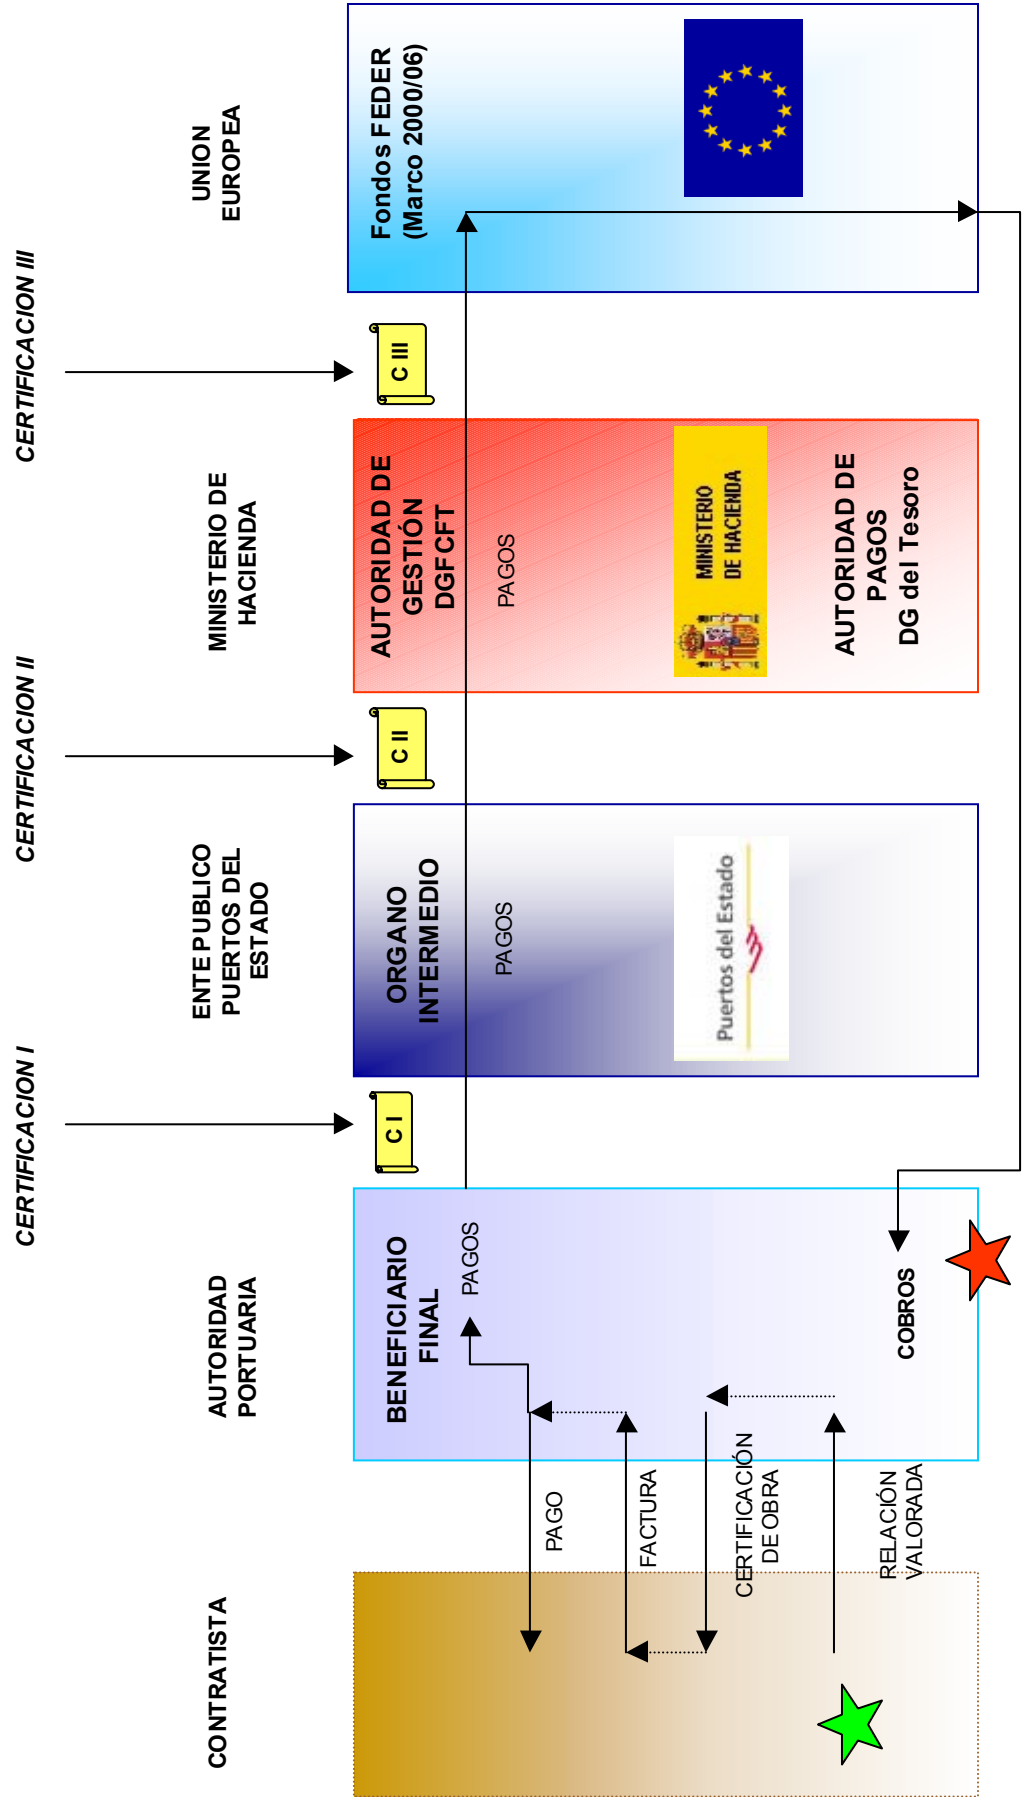 CERTIFICACION I
CERTIFICACION II
CERTIFICACION III
CONTRATISTA
AUTORIDAD
PORTUARIA
ENTE PUBLICO
PUERTOS DEL
ESTADO
MINISTERIO DE
HACIENDA
UNION
EUROPEA
BENEFICIARIO
FINAL
PAGOS
C I
ORGANO
INTERMEDIO
PAGOS
C II
AUTORIDAD DE
GESTIÓN
DGFCFT
PAGOS
C III
Fondos FEDER
(Marco 2000/06)
PAGO
FACTURA
CERTIFICACIÓN
DE OBRA
RELACIÓN
VALORADA
COBROS
Puertos del Estado
MINISTERIO
DE HACIENDA
AUTORIDAD DE
PAGOS
DG del Tesoro